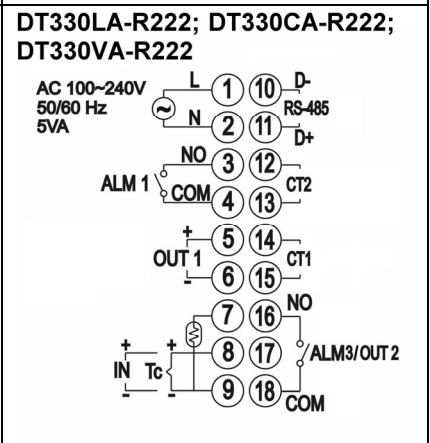 DT330LA-R222; DT330CA-R222;
DT330VA-R222
AC 100~240V
50/60 Hz
5VA
L 1 10 D-
RS-485
N 2 11 D+
NO 3 12
ALM 1 CT2
COM 4 13
+ 5 14
OUT 1 CT1
- 6 15
7 16 NO
+ + 8 17 ALM3/OUT 2
IN Tc
- - 9 18 COM